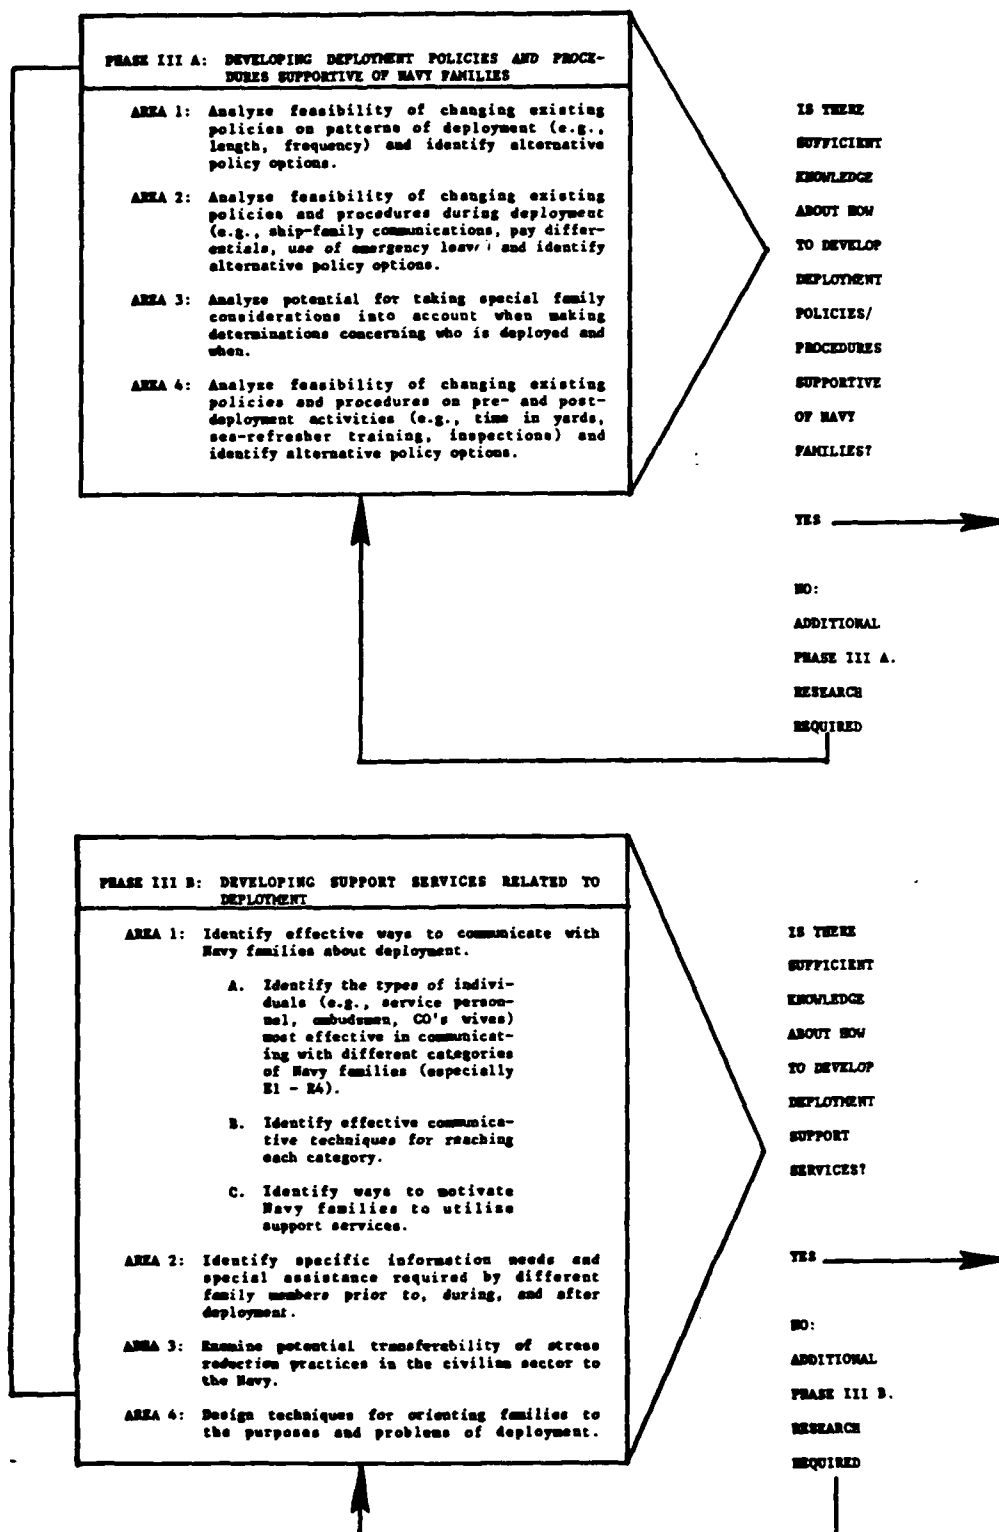 PHASE III A: DEVELOPING DEPLOYMENT POLICIES AND PROCE-
DURES SUPPORTIVE OF NAVY FAMILIES
AREA 1: Analyze feasibility of changing existing
policies on patterns of deployment (e.g.,
length, frequency) and identify alternative
policy options.
AREA 2: Analyze feasibility of changing existing
policies and procedures during deployment
(e.g., ship-family communications, pay differ-
entials, use of emergency leave) and identify
alternative policy options.
AREA 3: Analyze potential for taking special family
considerations into account when making
determinations concerning who is deployed and
when.
AREA 4: Analyze feasibility of changing existing
policies and procedures on pre- and post-
deployment activities (e.g., time in yards,
sea-refresher training, inspections) and
identify alternative policy options.
IS THERE
SUFFICIENT
KNOWLEDGE
ABOUT HOW
TO DEVELOP
DEPLOYMENT
POLICIES/
PROCEDURES
SUPPORTIVE
OF NAVY
FAMILIES?
YES
NO:
ADDITIONAL
PHASE III A.
RESEARCH
REQUIRED
PHASE III B: DEVELOPING SUPPORT SERVICES RELATED TO
DEPLOYMENT
AREA 1: Identify effective ways to communicate with
Navy families about deployment.
A. Identify the types of indivi-
duals (e.g., service person-
nel, ombudsmen, CO's wives)
most effective in communicat-
ing with different categories
of Navy families (especially
E1 - E4).
B. Identify effective communica-
tive techniques for reaching
each category.
C. Identify ways to motivate
Navy families to utilize
support services.
AREA 2: Identify specific information needs and
special assistance required by different
family members prior to, during, and after
deployment.
AREA 3: Examine potential transferability of stress
reduction practices in the civilian sector to
the Navy.
AREA 4: Design techniques for orienting families to
the purposes and problems of deployment.
IS THERE
SUFFICIENT
KNOWLEDGE
ABOUT HOW
TO DEVELOP
DEPLOYMENT
SUPPORT
SERVICES?
YES
NO:
ADDITIONAL
PHASE III B.
RESEARCH
REQUIRED